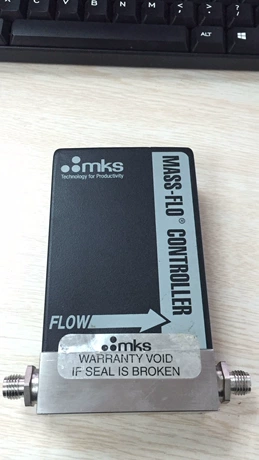 mks
Technology for Productivity
MASS-FLO® CONTROLLER
FLOW
mks
WARRANTY VOID
IF SEAL IS BROKEN
ALT